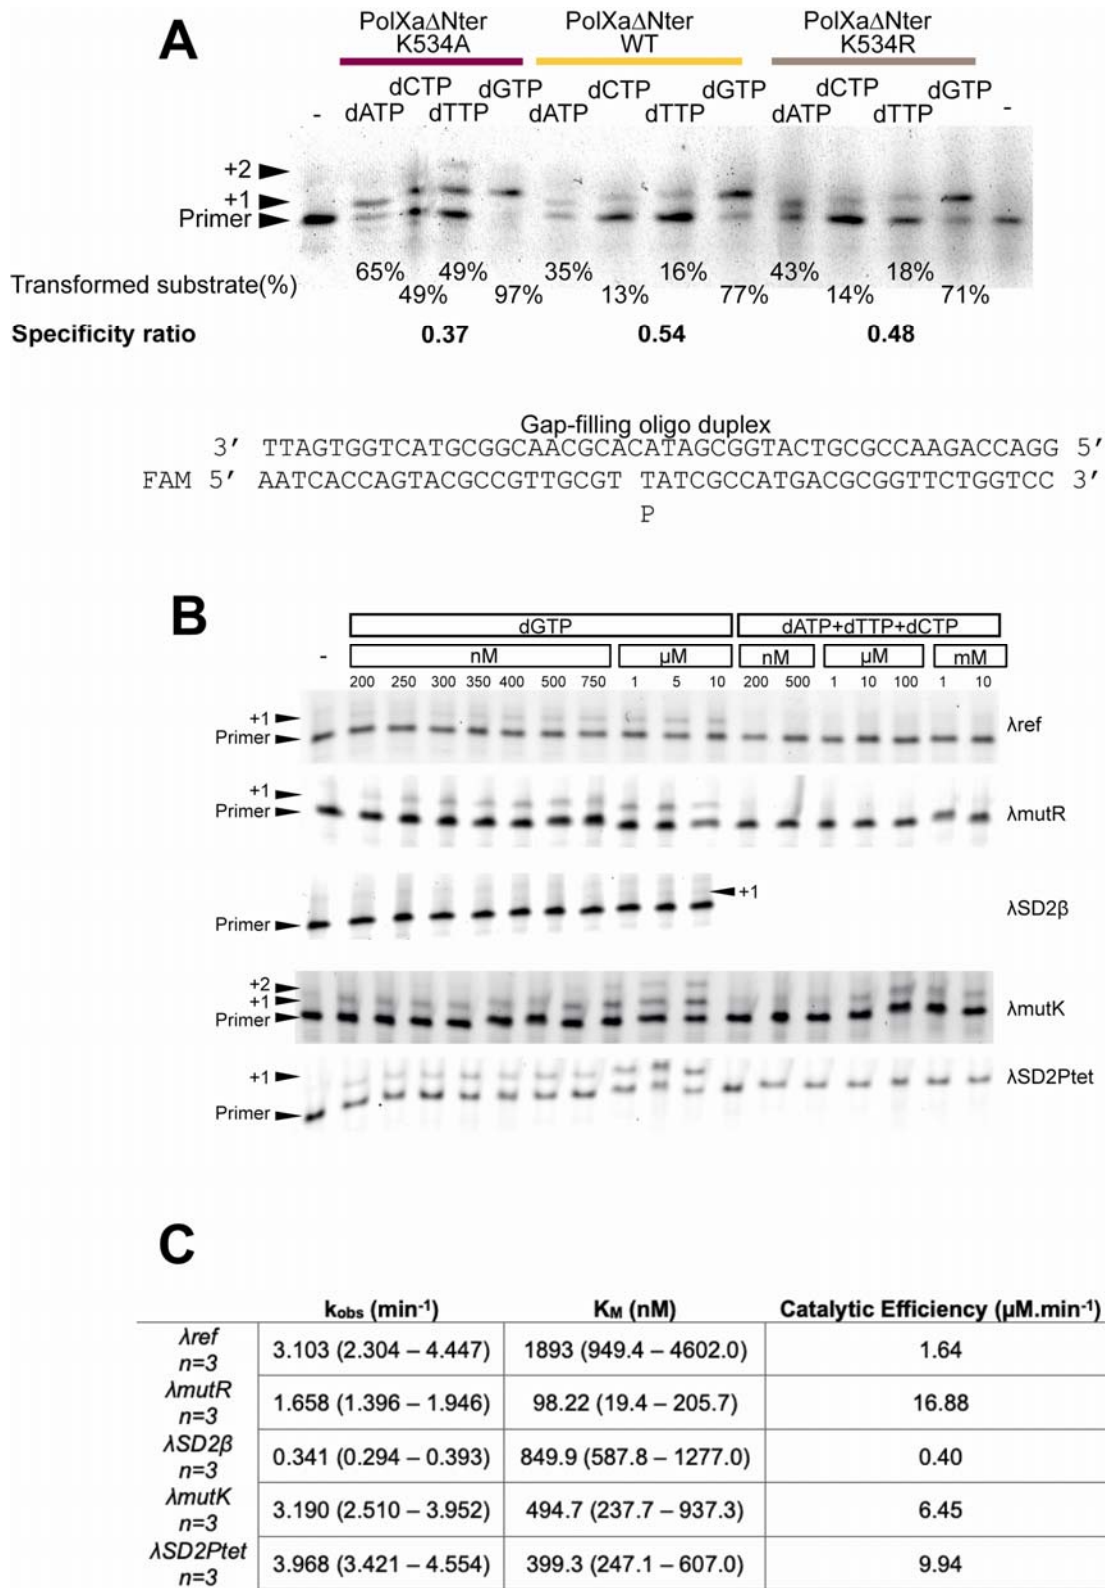 A
PolXaΔNter K534A
PolXaΔNter WT
PolXaΔNter K534R
- dATP dCTP dTTP dGTP dATP dCTP dTTP dGTP dATP dCTP dTTP dGTP -
+2
+1
Primer
65% 49% 35% 16% 43% 18%
Transformed substrate(%)
49% 97% 13% 77% 14% 71%
Specificity ratio 0.37 0.54 0.48
Gap-filling oligo duplex
3' TTAGTGGTCATGCGGCAACGCACATAGCGGTACTGCGCCAAGACCAGG 5'
FAM 5' AATCACCAGTACGCCGTTGCGT TATCGCCATGACGCGGTTCTGGTCC 3'
P
B
dGTP dATP+dTTP+dCTP
- nM µM nM µM mM
200 250 300 350 400 500 750 1 5 10 200 500 1 10 100 1 10
+1
Primer
λref
+1
Primer
λmutR
+1
Primer
λSD2β
+2
+1
Primer
λmutK
+1
Primer
λSD2Ptet
C
kobs (min-1) KM (nM) Catalytic Efficiency (µM.min-1)
λref n=3 3.103 (2.304 – 4.447) 1893 (949.4 – 4602.0) 1.64
λmutR n=3 1.658 (1.396 – 1.946) 98.22 (19.4 – 205.7) 16.88
λSD2β n=3 0.341 (0.294 – 0.393) 849.9 (587.8 – 1277.0) 0.40
λmutK n=3 3.190 (2.510 – 3.952) 494.7 (237.7 – 937.3) 6.45
λSD2Ptet n=3 3.968 (3.421 – 4.554) 399.3 (247.1 – 607.0) 9.94